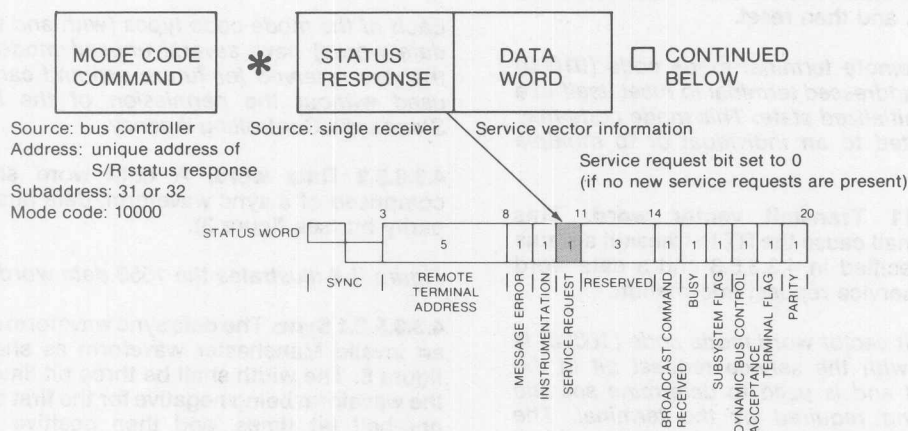 MODE CODE COMMAND
*
STATUS RESPONSE
DATA WORD
CONTINUED BELOW
Source: bus controller
Address: unique address of
S/R status response
Subaddress: 31 or 32
Mode code: 10000
Source: single receiver
Service vector information
Service request bit set to 0
(if no new service requests are present)
3 8 11 14 20
STATUS WORD
5 1 1 1 3 1 1 1 1 1 1
SYNC
REMOTE TERMINAL ADDRESS
MESSAGE ERROR
INSTRUMENTATION
SERVICE REQUEST
RESERVED
BROADCAST COMMAND RECEIVED
BUSY
SUBSYSTEM FLAG
DYNAMIC BUS CONTROL ACCEPTANCE
TERMINAL FLAG
PARITY